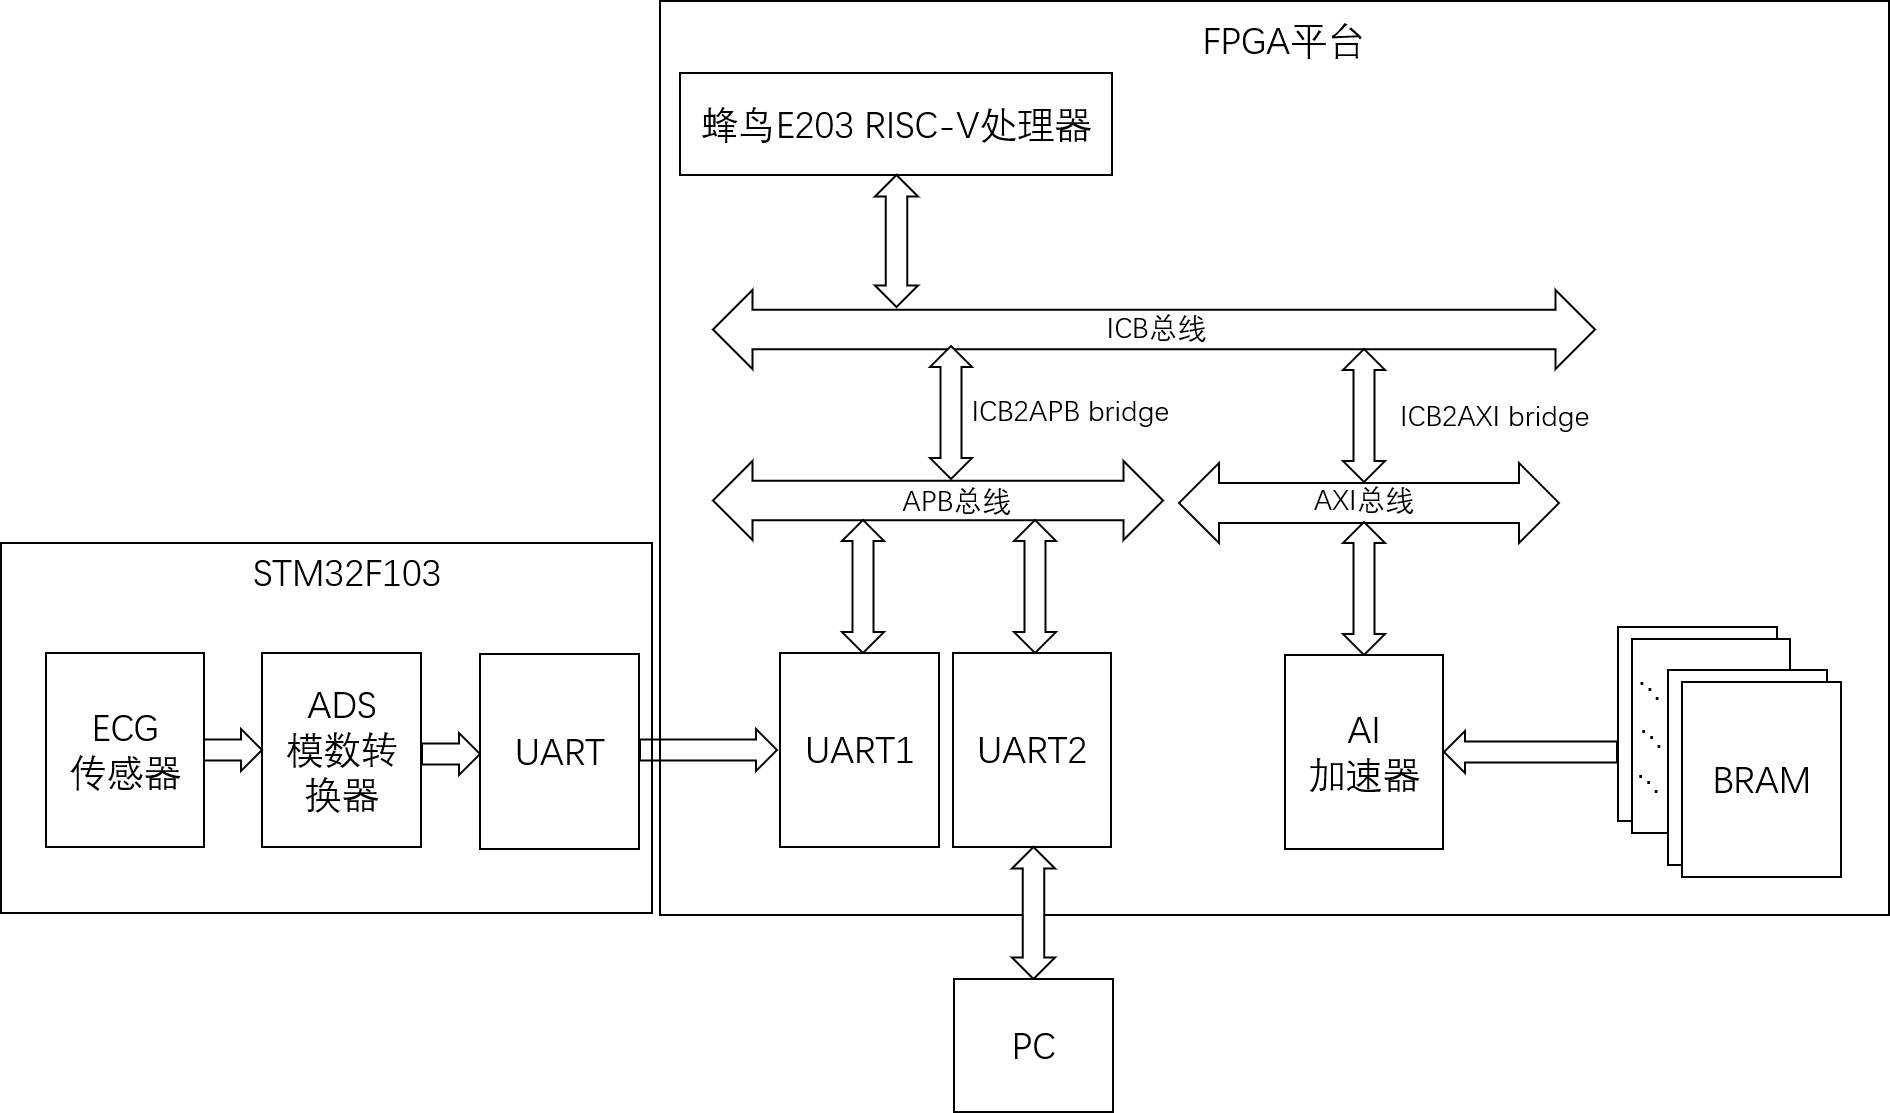 FPGA平台
蜂鸟E203 RISC-V处理器
ICB总线
ICB2APB bridge
ICB2AXI bridge
APB总线
AXI总线
STM32F103
ECG
传感器
ADS
模数转
换器
UART
UART1
UART2
AI
加速器
BRAM
PC